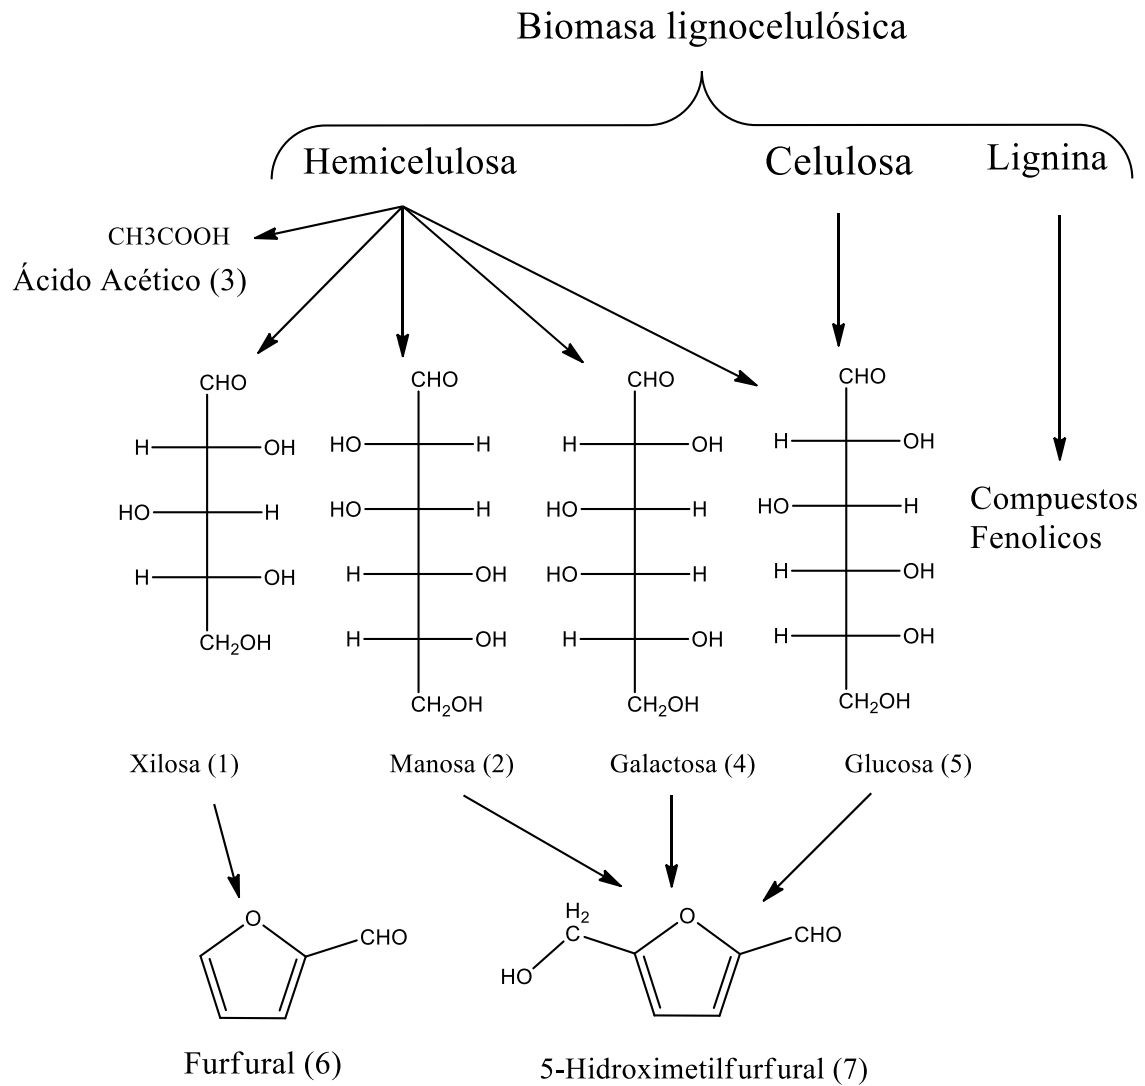 Biomasa lignocelulósica
Hemicelulosa
Celulosa
Lignina
CH3COOH
Ácido Acético (3)
CHO
H OH
HO H
H OH
CH2OH
CHO
HO H
HO H
H OH
H OH
CH2OH
CHO
H OH
HO H
HO H
H OH
CH2OH
CHO
H OH
HO H
H OH
H OH
CH2OH
Compuestos
Fenolicos
Xilosa (1)
Manosa (2)
Galactosa (4)
Glucosa (5)
O
CHO
Furfural (6)
H2
C
HO
O
CHO
5-Hidroximetilfurfural (7)